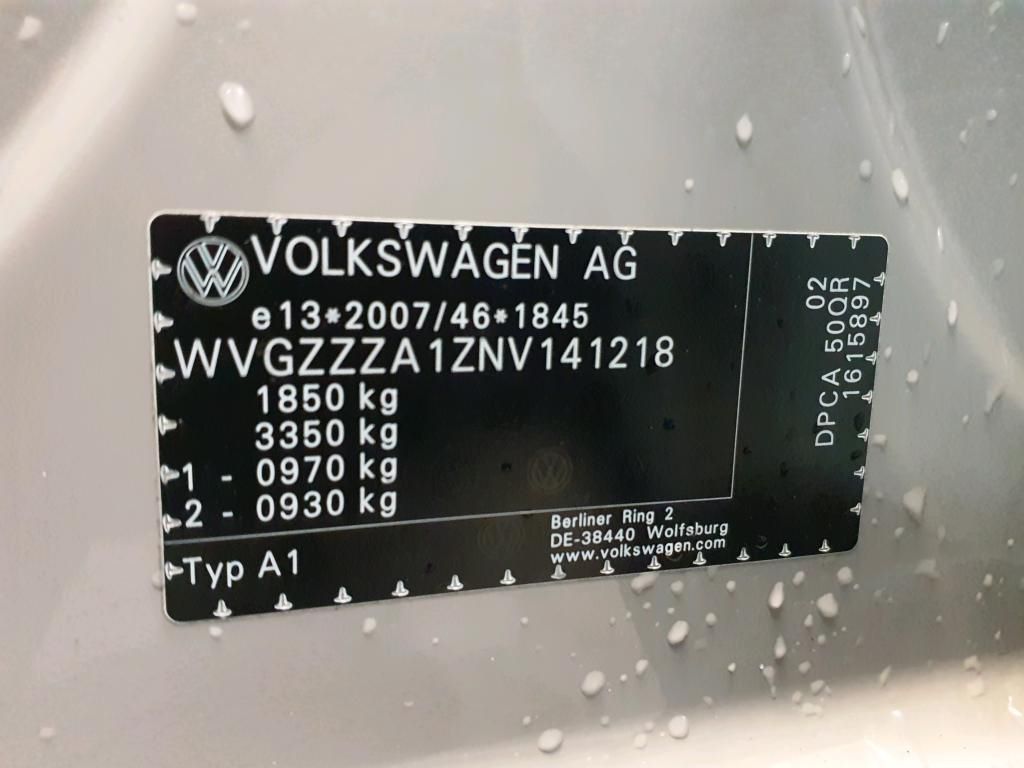 VOLKSWAGEN AG
e13*2007/46*1845
WVGZZZA1ZNV141218
1850 kg
3350 kg
1 - 0970 kg
2 - 0930 kg
Typ A1
Berliner Ring 2
DE-38440 Wolfsburg
www.volkswagen.com
02
DPCA 50QR
1615897